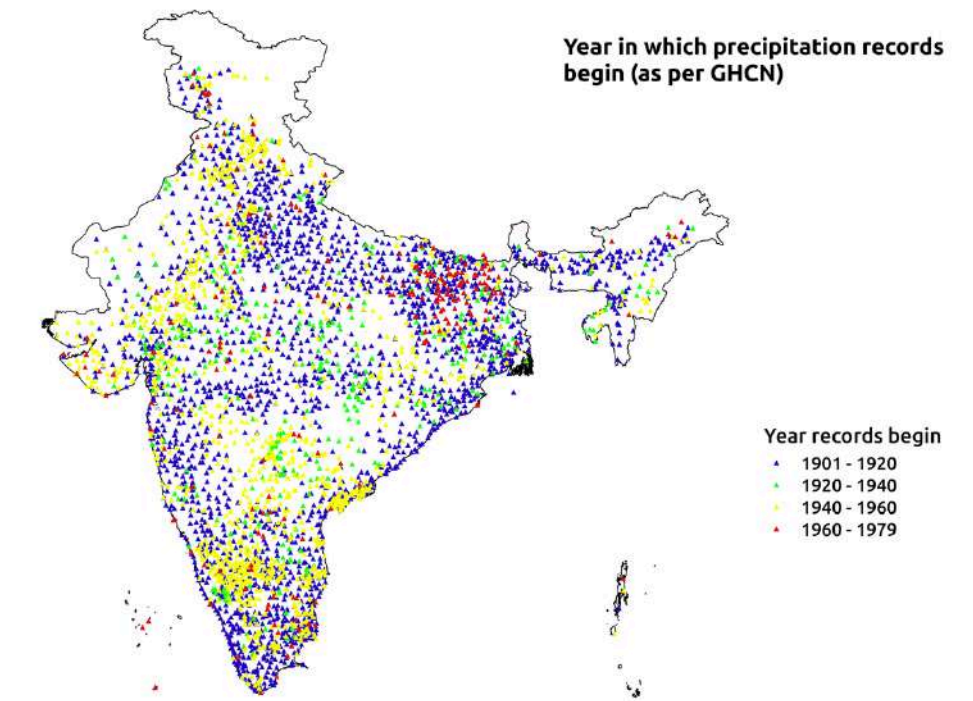 Year in which precipitation records
begin (as per GHCN)
Year records begin
1901 - 1920
1920 - 1940
1940 - 1960
1960 - 1979